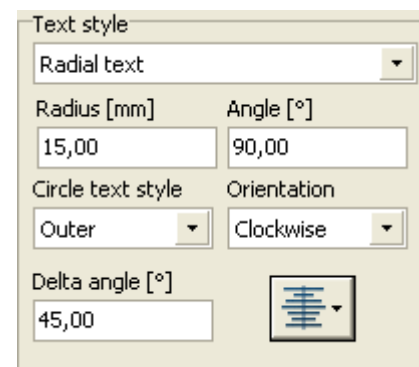 Text style
Radial text
Radius [mm] Angle [°]
15,00 90,00
Circle text style Orientation
Outer Clockwise
Delta angle [°]
45,00